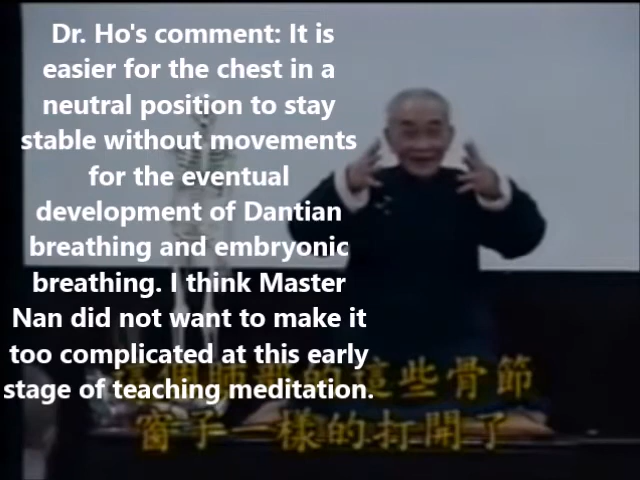 Dr. Ho's comment: It is
easier for the chest in a
neutral position to stay
stable without movements
for the eventual
development of Dantian
breathing and embryonic
breathing. I think Master
Nan did not want to make it
too complicated at this early
stage of teaching meditation.
肺部的這些骨節
窗子一樣的打開了